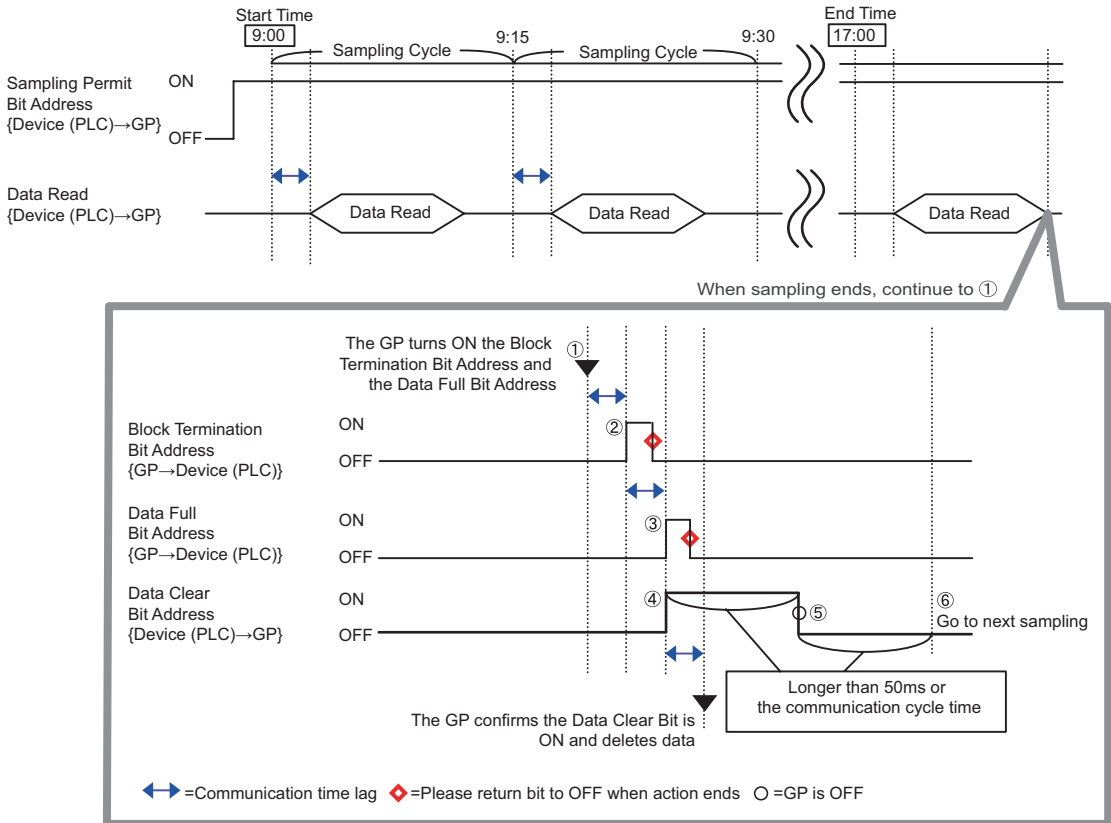 Start Time
9:00
End Time
17:00
9:15
9:30
Sampling Cycle
Sampling Cycle
Sampling Permit
Bit Address
{Device (PLC)→GP}
ON
OFF
Data Read
{Device (PLC)→GP}
Data Read
Data Read
Data Read
When sampling ends, continue to ①
The GP turns ON the Block
Termination Bit Address and
the Data Full Bit Address
①
Block Termination
Bit Address
{GP→Device (PLC)}
ON
OFF
②
Data Full
Bit Address
{GP→Device (PLC)}
ON
OFF
③
Data Clear
Bit Address
{Device (PLC)→GP}
ON
OFF
④
⑤
⑥
Go to next sampling
Longer than 50ms or
the communication cycle time
The GP confirms the Data Clear Bit is
ON and deletes data
=Communication time lag
=Please return bit to OFF when action ends
=GP is OFF